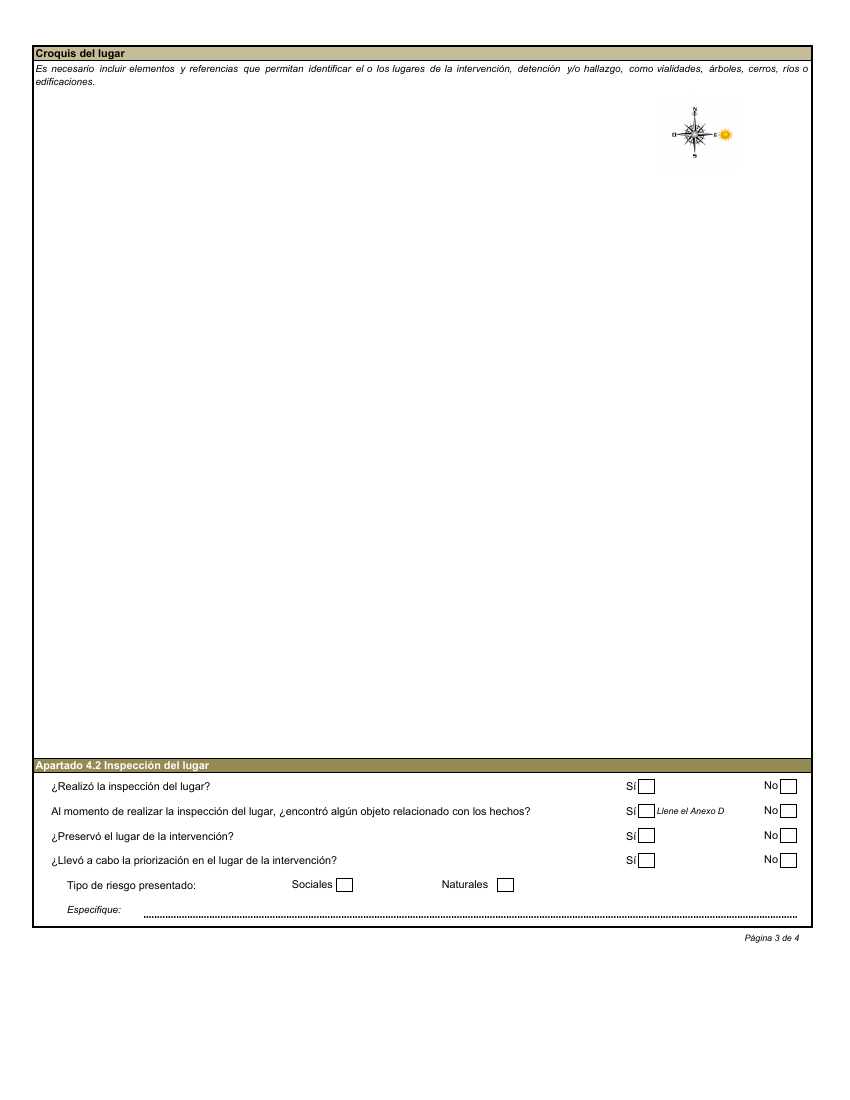 Croquis del lugar
Es necesario incluir elementos y referencias que permitan identificar el o los lugares de la intervención, detención y/o hallazgo, como vialidades, árboles, cerros, ríos o
edificaciones.
N
O E
S
Apartado 4.2 Inspección del lugar
¿Realizó la inspección del lugar? Sí No
Al momento de realizar la inspección del lugar, ¿encontró algún objeto relacionado con los hechos? Sí Llene el Anexo D No
¿Preservó el lugar de la intervención? Sí No
¿Llevó a cabo la priorización en el lugar de la intervención? Sí No
Tipo de riesgo presentado: Sociales Naturales
Especifique:
Página 3 de 4